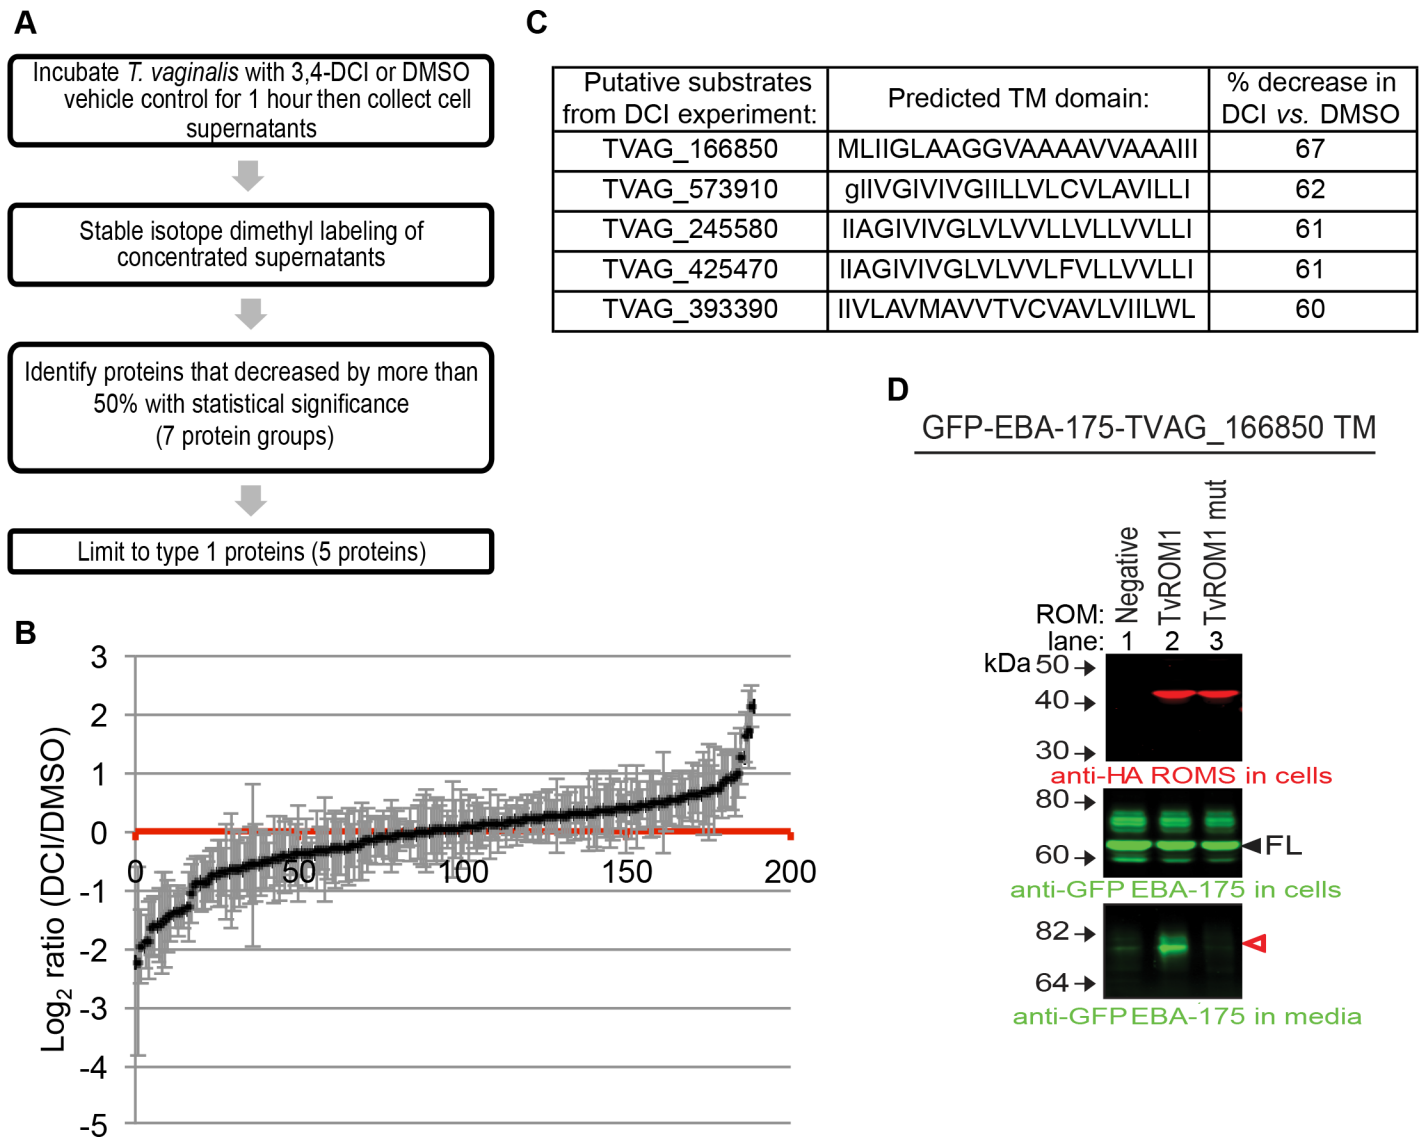 A
Incubate T. vaginalis with 3,4-DCI or DMSO
vehicle control for 1 hour then collect cell
supernatants
Stable isotope dimethyl labeling of
concentrated supernatants
Identify proteins that decreased by more than
50% with statistical significance
(7 protein groups)
Limit to type 1 proteins (5 proteins)
B
Log2 ratio (DCI/DMSO)
3
2
1
0
-1
-2
-3
-4
-5
0 50 100 150 200
C
Putative substrates from DCI experiment: Predicted TM domain: % decrease in DCI vs. DMSO
TVAG_166850 MLIIGLAAGGVAAAAVVAAAIII 67
TVAG_573910 gIIVGIVIVGIILLVLCVLAVILLI 62
TVAG_245580 IIAGIVIVGLVLVVLLVLLVVLLI 61
TVAG_425470 IIAGIVIVGLVLVVLFVLLVVLLI 61
TVAG_393390 IIVLAVMAVVTVCVAVLVIILWL 60
D
GFP-EBA-175-TVAG_166850 TM
ROM: Negative TvROM1 TvROM1 mut
lane: 1 2 3
kDa 50
40
30
anti-HA ROMS in cells
80
60
FL
anti-GFP EBA-175 in cells
82
64
anti-GFP EBA-175 in media